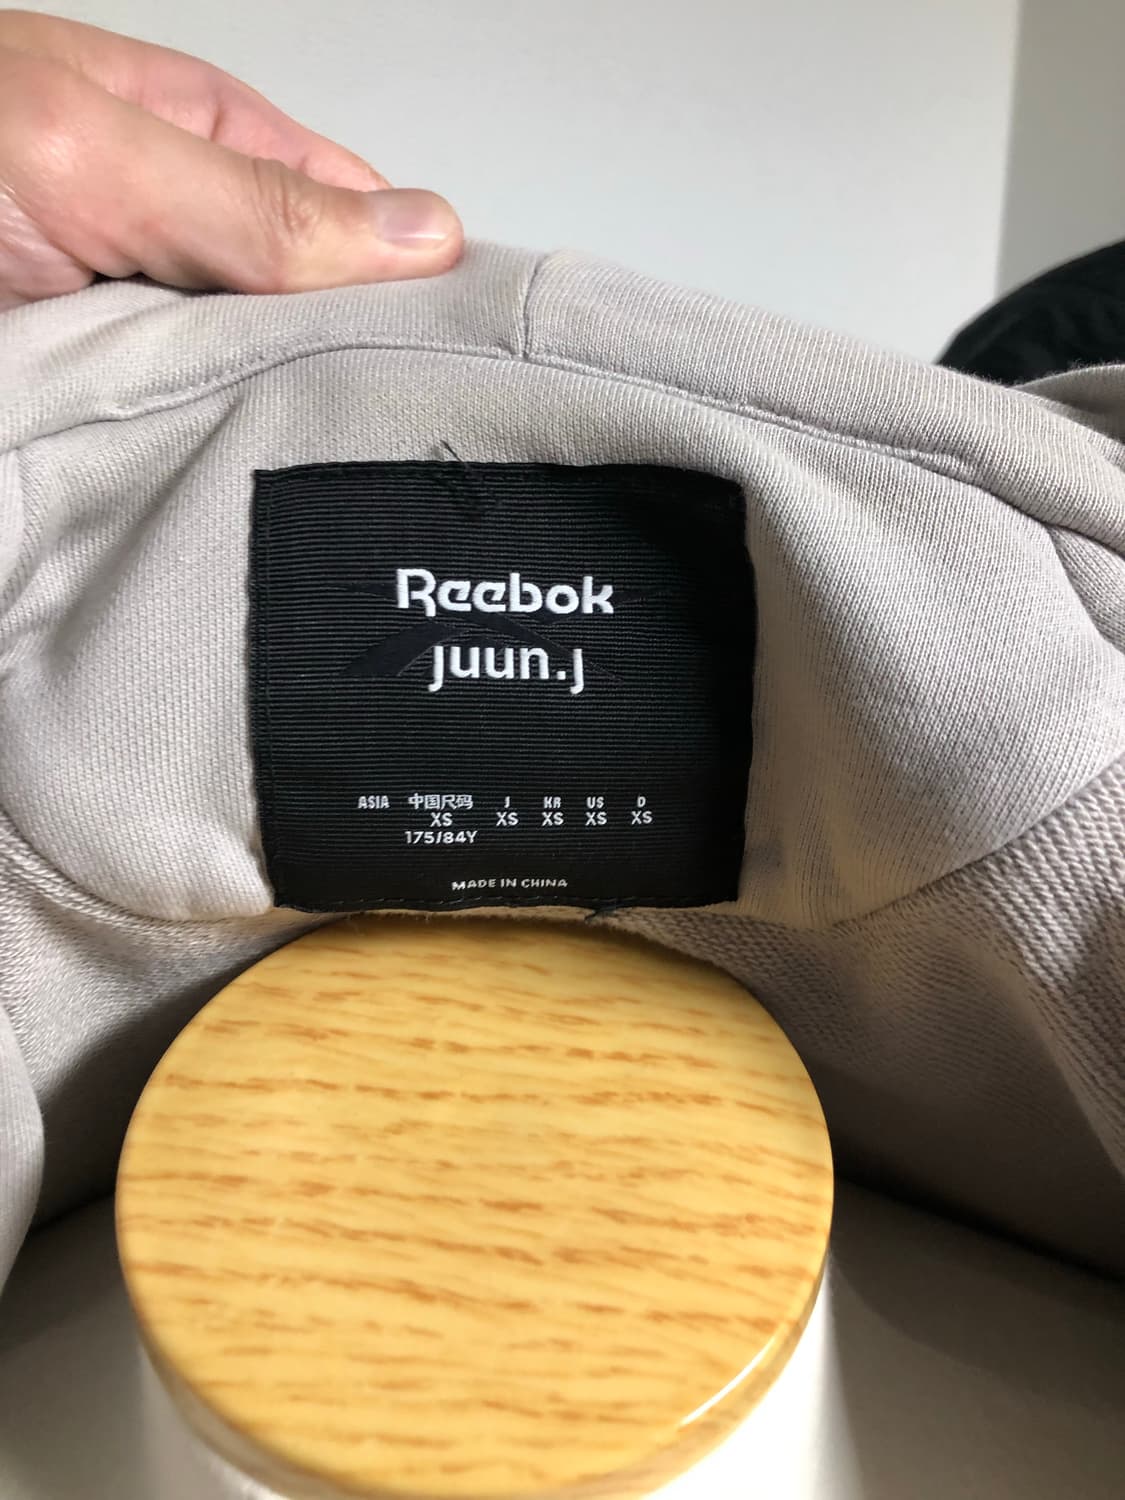 Reebok
juun.j
ASIA 中国尺码 J KR US D
XS XS XS XS XS
175/84Y
MADE IN CHINA